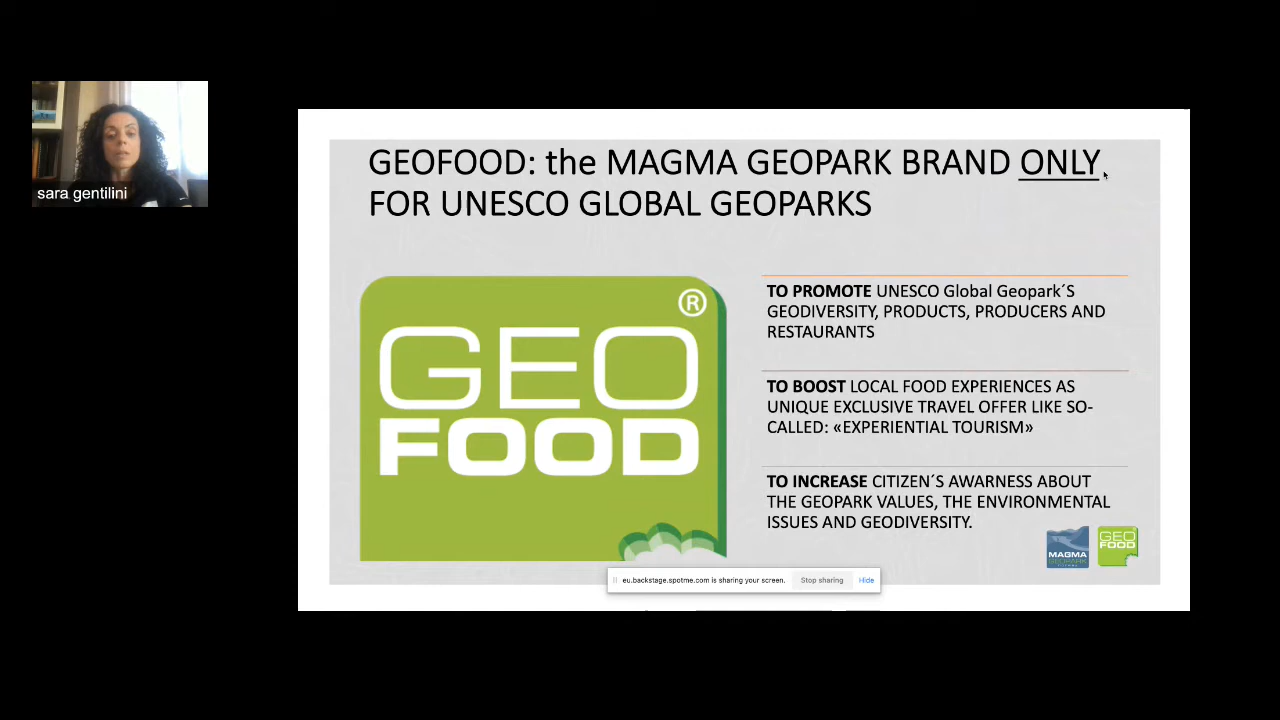 sara gentilini
GEOFOOD: the MAGMA GEOPARK BRAND ONLY
FOR UNESCO GLOBAL GEOPARKS
®
GEO
FOOD
TO PROMOTE UNESCO Global Geopark´S
GEODIVERSITY, PRODUCTS, PRODUCERS AND
RESTAURANTS
TO BOOST LOCAL FOOD EXPERIENCES AS
UNIQUE EXCLUSIVE TRAVEL OFFER LIKE SO-
CALLED: «EXPERIENTIAL TOURISM»
TO INCREASE CITIZEN´S AWARNESS ABOUT
THE GEOPARK VALUES, THE ENVIRONMENTAL
ISSUES AND GEODIVERSITY.
MAGMA
GEOPARK
GEO
FOOD
eu.backstage.spotme.com is sharing your screen.
Stop sharing
Hide